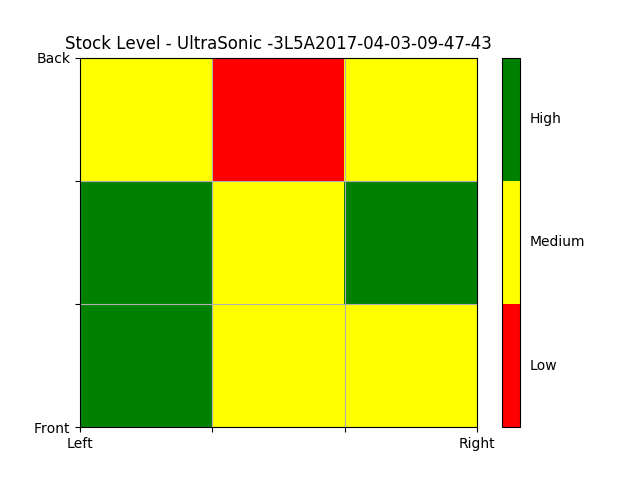 Stock Level - UltraSonic -3L5A2017-04-03-09-47-43
Back
High
Medium
Low
Front
Left
Right